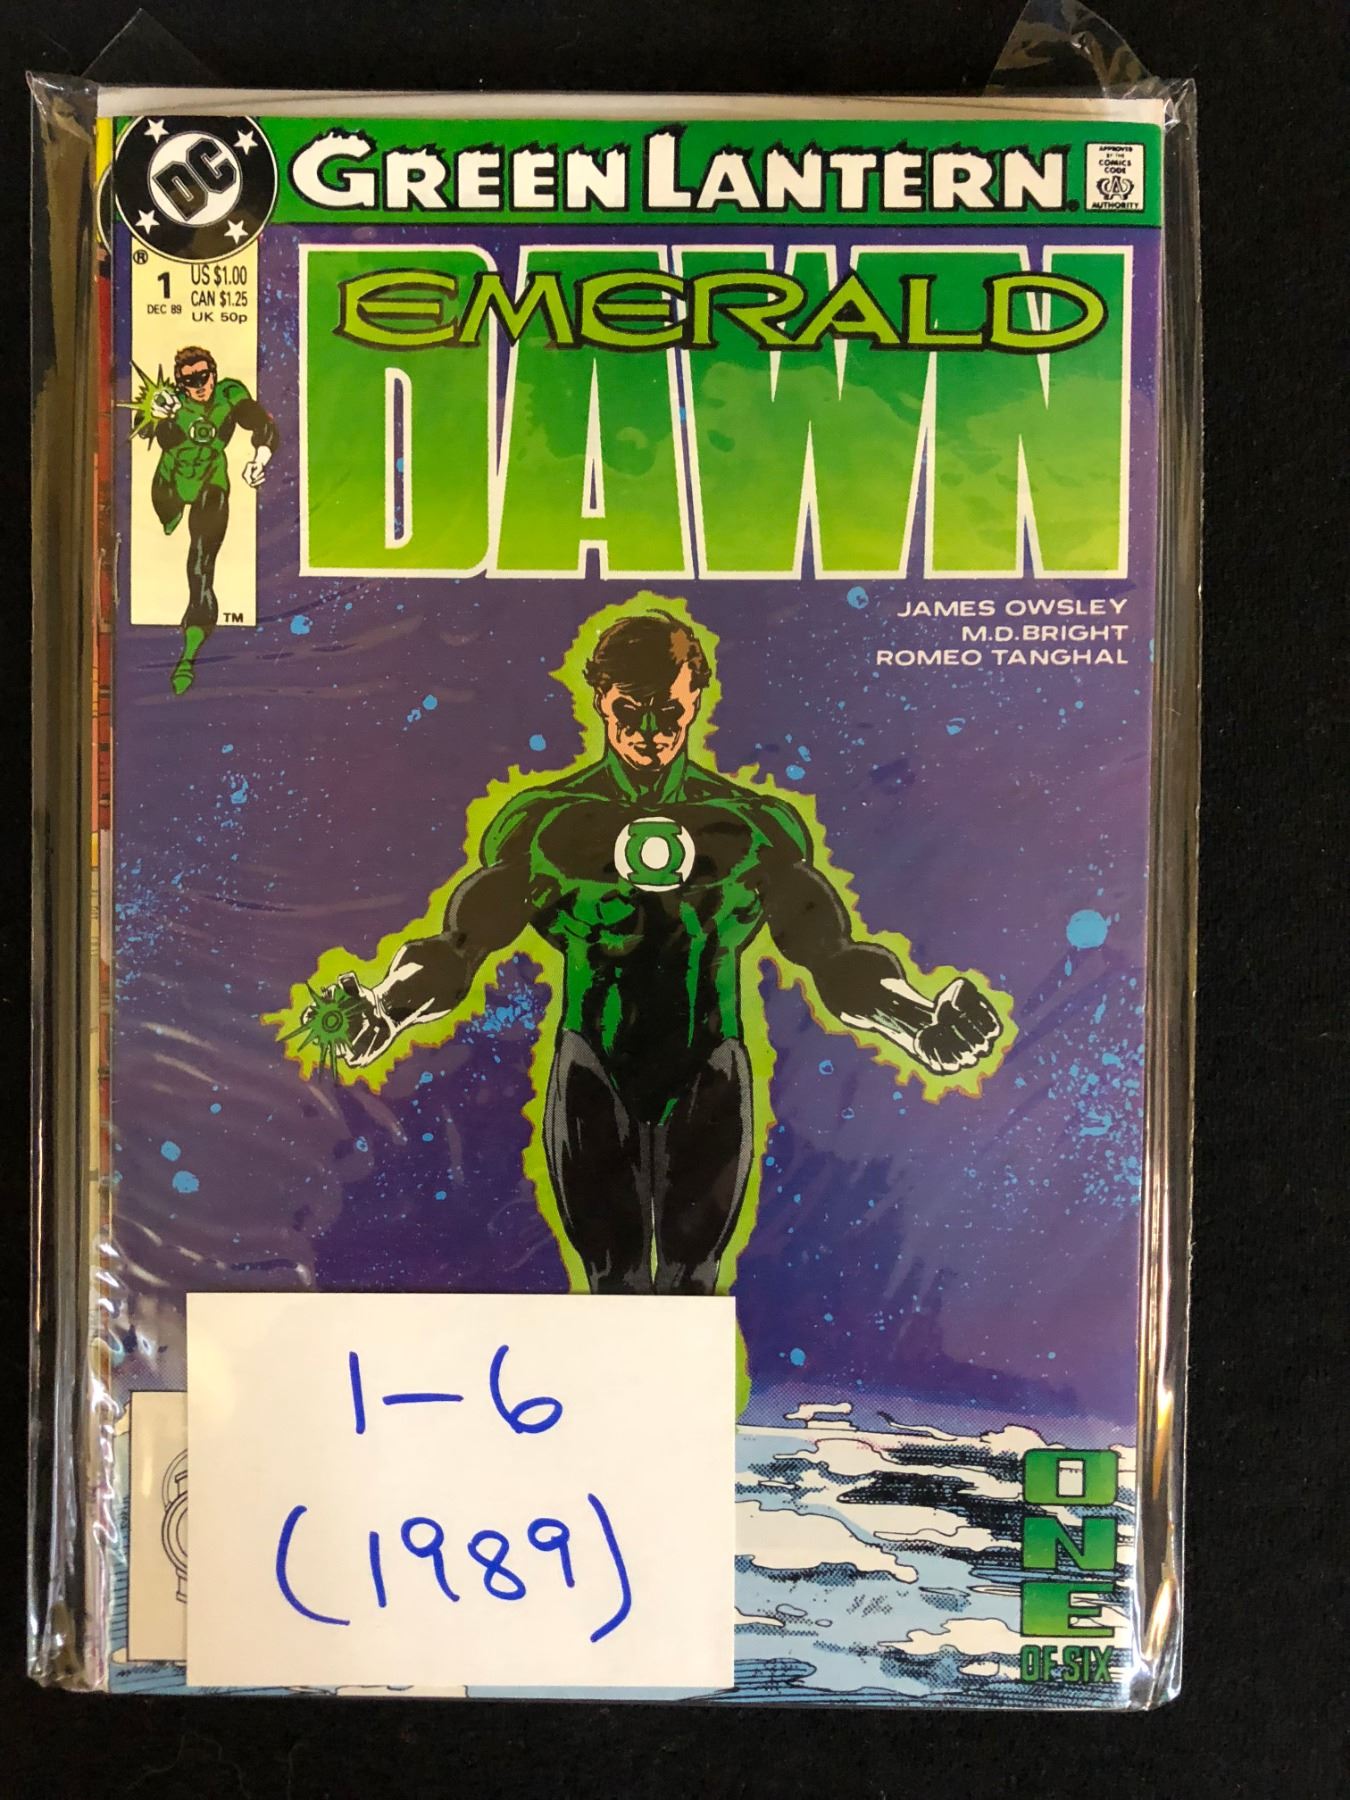 DC
GREEN LANTERN®
APPROVED
BY THE
COMICS
CODE
A
AUTHORITY
®
1
DEC 89
US $1.00
CAN $1.25
UK 50p
TM
EMERALD
DAWN
JAMES OWSLEY
M.D.BRIGHT
ROMEO TANGHAL
1-6
(1989)
ONE
OF SIX